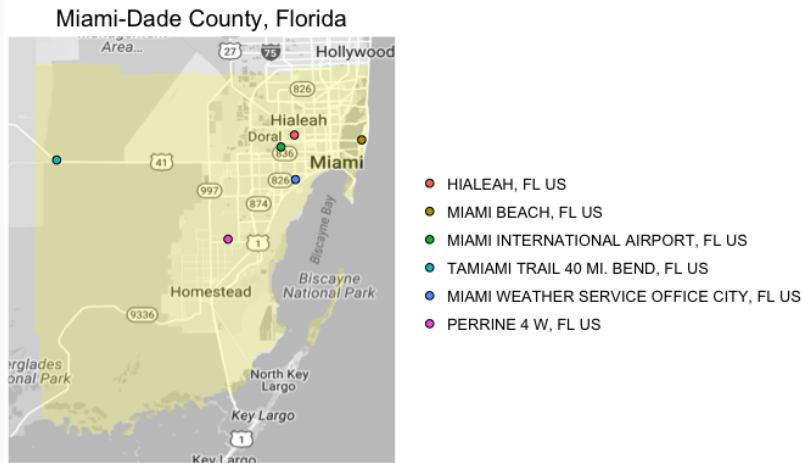 Miami-Dade County, Florida
Management
Area...
27
75
Hollywood
826
Hialeah
Doral
836
Miami
41
826
997
874
1
Biscayne Bay
Biscayne
National Park
Homestead
9336
erglades
onal Park
North Key
Largo
Key Largo
1
Key Largo
HIALEAH, FL US
MIAMI BEACH, FL US
MIAMI INTERNATIONAL AIRPORT, FL US
TAMIAMI TRAIL 40 MI. BEND, FL US
MIAMI WEATHER SERVICE OFFICE CITY, FL US
PERRINE 4 W, FL US